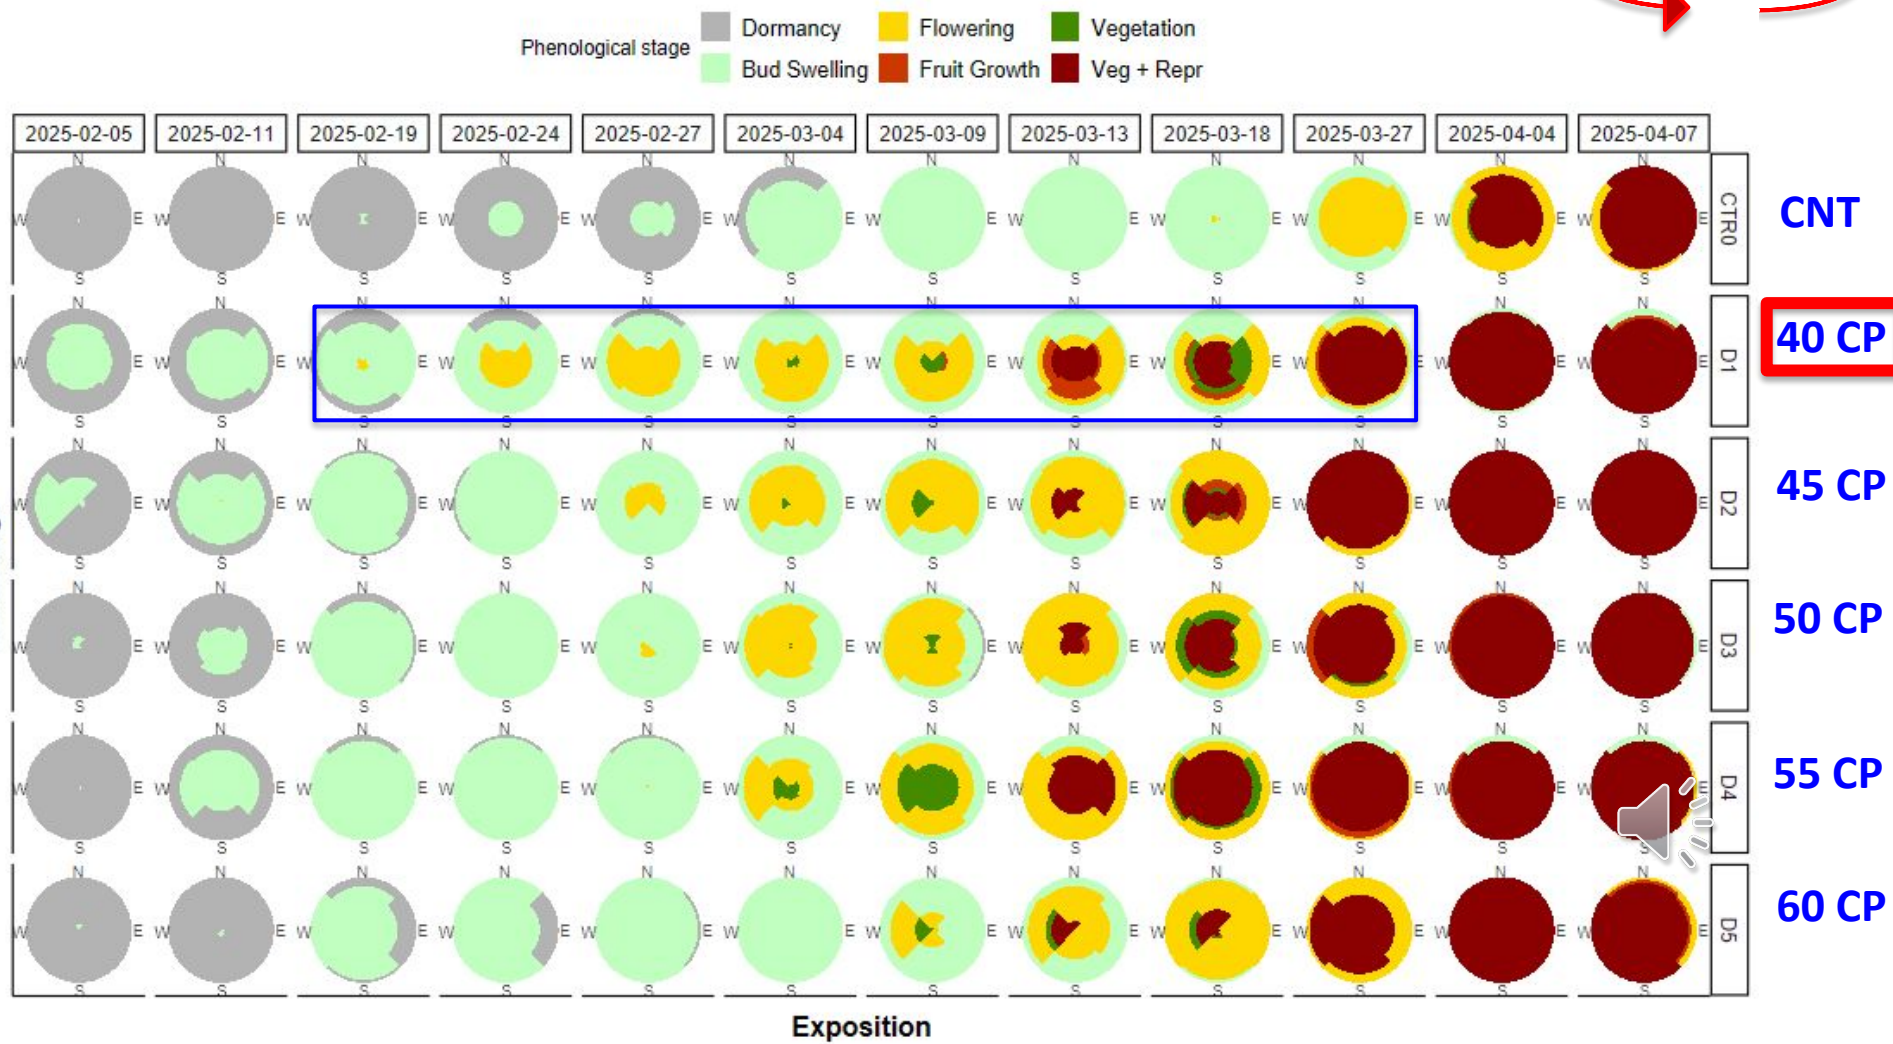 Phenological stage
Dormancy Flowering Vegetation
Bud Swelling Fruit Growth Veg + Repr
2025-02-05 2025-02-11 2025-02-19 2025-02-24 2025-02-27 2025-03-04 2025-03-09 2025-03-13 2025-03-18 2025-03-27 2025-04-04 2025-04-07
N N N N N N N N N N N N
W E W E W E W E W E W E W E W E W E W E W E W E CTR0 CNT
S S S S S S S S S S S S
N N N N N N N N N N N N
W E W E W E W E W E W E W E W E W E W E W E W E D1 40 CP
S S S S S S S S S S S S
N N N N N N N N N N N N
W E W E W E W E W E W E W E W E W E W E W E W E D2 45 CP
S S S S S S S S S S S S
N N N N N N N N N N N N
W E W E W E W E W E W E W E W E W E W E W E W E D3 50 CP
S S S S S S S S S S S S
N N N N N N N N N N N N
W E W E W E W E W E W E W E W E W E W E W E W E D4 55 CP
S S S S S S S S S S S S
N N N N N N N N N N N N
W E W E W E W E W E W E W E W E W E W E W E W E D5 60 CP
S S S S S S S S S S S S
Exposition